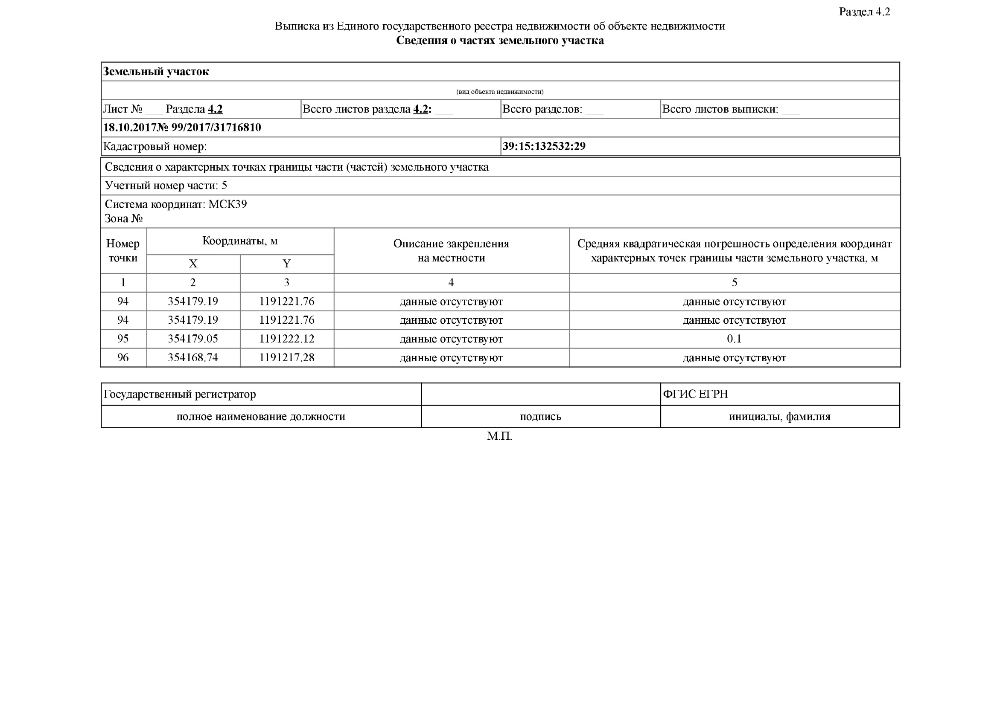 Раздел 4.2
Выписка из Единого государственного реестра недвижимости об объекте недвижимости
Сведения о частях земельного участка
Земельный участок
(вид объекта недвижимости)
Лист № ___ Раздела 4.2 Всего листов раздела 4.2: ___ Всего разделов: ___ Всего листов выписки: ___
18.10.2017№ 99/2017/31716810
Кадастровый номер: 39:15:132532:29
Сведения о характерных точках границы части (частей) земельного участка
Учетный номер части: 5
Система координат: МСК39
Зона №
Номер точки
Координаты, м
X Y
Описание закрепления
на местности
Средняя квадратическая погрешность определения координат
характерных точек границы части земельного участка, м
1 2 3 4 5
94 354179.19 1191221.76 данные отсутствуют данные отсутствуют
94 354179.19 1191221.76 данные отсутствуют данные отсутствуют
95 354179.05 1191222.12 данные отсутствуют 0.1
96 354168.74 1191217.28 данные отсутствуют данные отсутствуют
Государственный регистратор ФГИС ЕГРН
полное наименование должности подпись инициалы, фамилия
М.П.